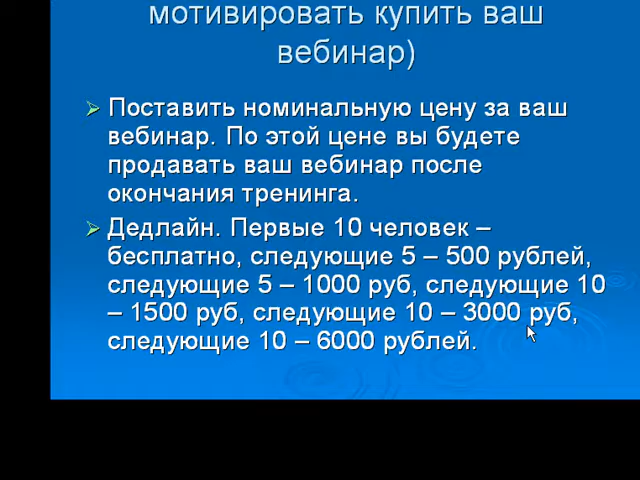 мотивировать купить ваш
вебинар)
Поставить номинальную цену за ваш
вебинар. По этой цене вы будете
продавать ваш вебинар после
окончания тренинга.
Дедлайн. Первые 10 человек –
бесплатно, следующие 5 – 500 рублей,
следующие 5 – 1000 руб, следующие 10
– 1500 руб, следующие 10 – 3000 руб,
следующие 10 – 6000 рублей.